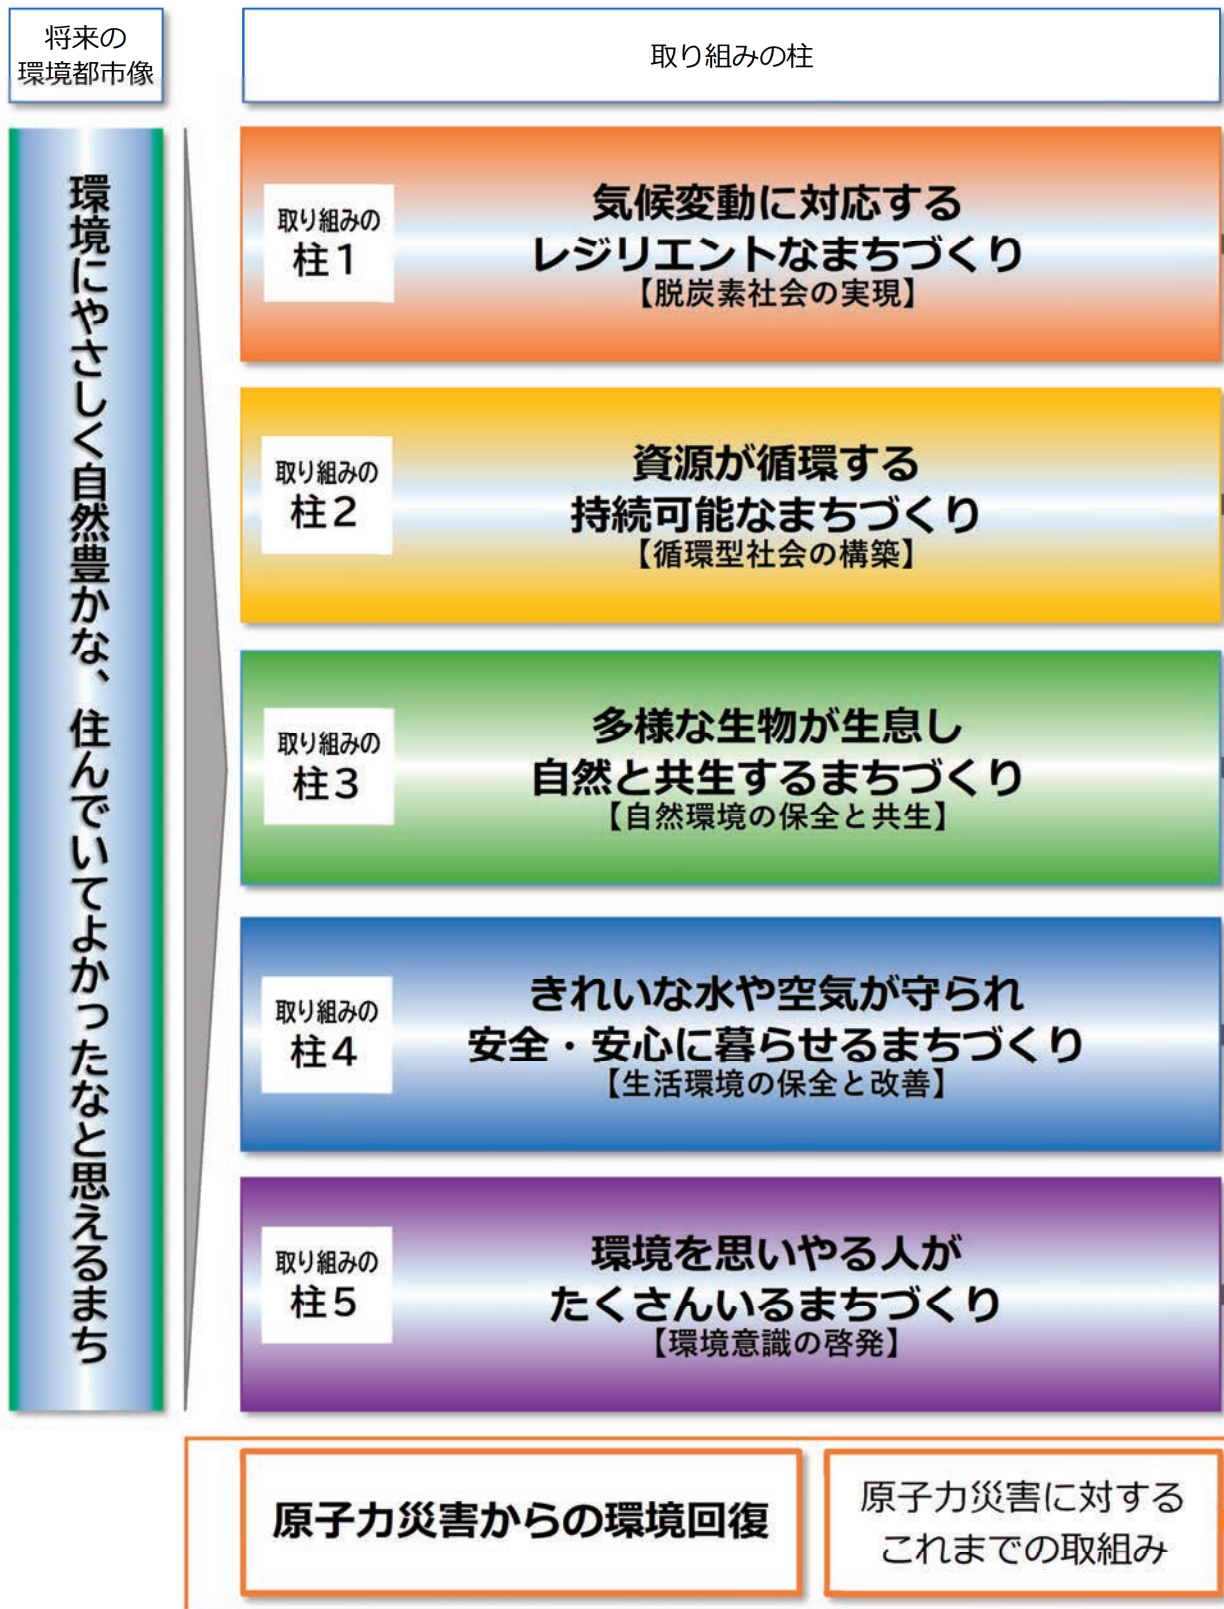 将来の
環境都市像
取り組みの柱
環境にやさしく自然豊かな、住んでいてよかったなと思えるまち
取り組みの
柱1
気候変動に対応する
レジリエントなまちづくり
【脱炭素社会の実現】
取り組みの
柱2
資源が循環する
持続可能なまちづくり
【循環型社会の構築】
取り組みの
柱3
多様な生物が生息し
自然と共生するまちづくり
【自然環境の保全と共生】
取り組みの
柱4
きれいな水や空気が守られ
安全・安心に暮らせるまちづくり
【生活環境の保全と改善】
取り組みの
柱5
環境を思いやる人が
たくさんいるまちづくり
【環境意識の啓発】
原子力災害からの環境回復
原子力災害に対する
これまでの取組み